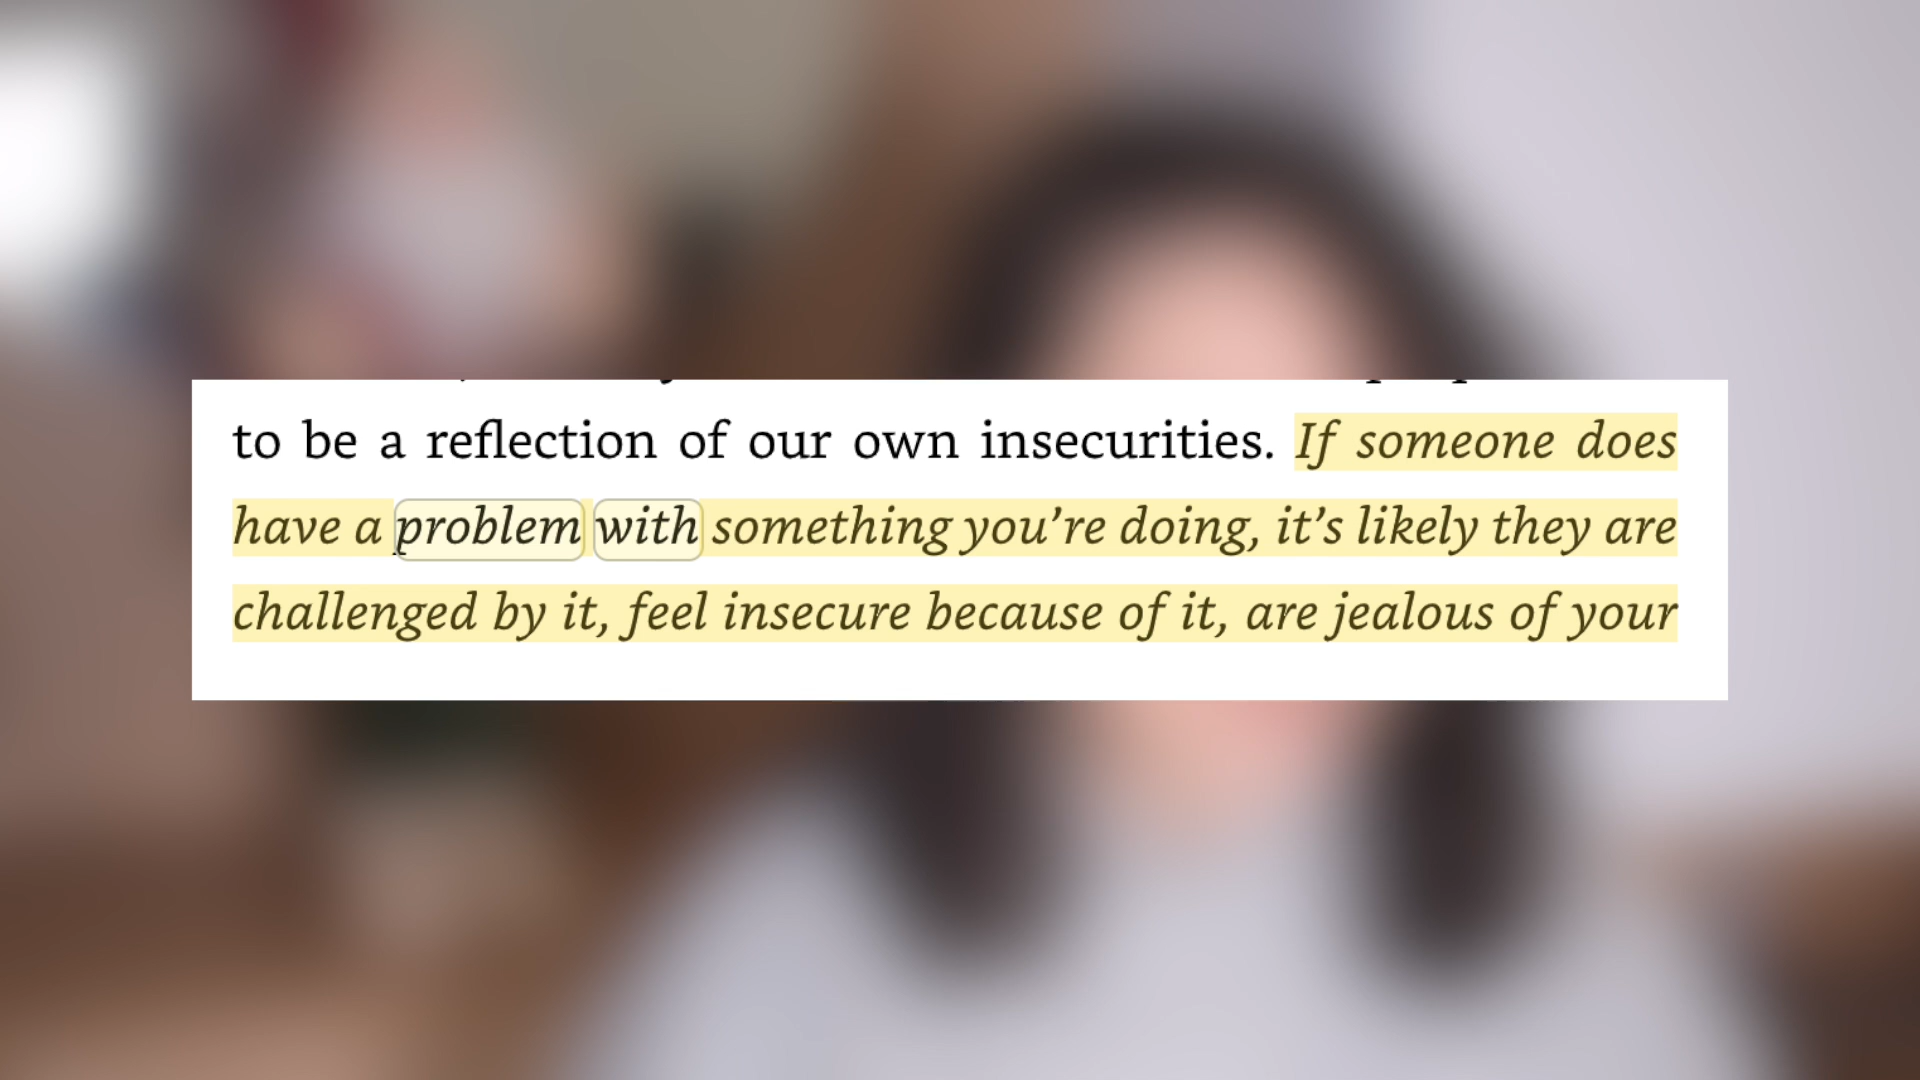 to be a reflection of our own insecurities. If someone does
have a problem with something you’re doing, it’s likely they are
challenged by it, feel insecure because of it, are jealous of your